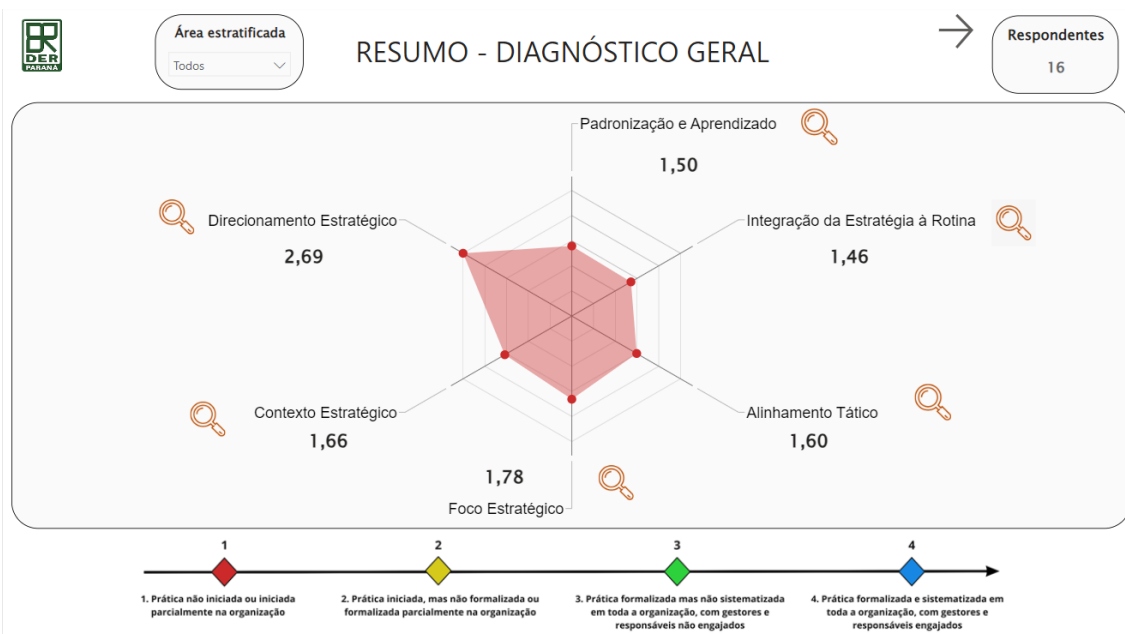 DER
PARANÁ
Área estratificada
Todos
RESUMO - DIAGNÓSTICO GERAL
Respondentes
16
Padronização e Aprendizado
1,50
Direcionamento Estratégico
2,69
Integração da Estratégia à Rotina
1,46
Contexto Estratégico
1,66
Alinhamento Tático
1,60
1,78
Foco Estratégico
1
2
3
4
1. Prática não iniciada ou iniciada
parcialmente na organização
2. Prática iniciada, mas não formalizada ou
formalizada parcialmente na organização
3. Prática formalizada mas não sistematizada
em toda a organização, com gestores e
responsáveis não engajados
4. Prática formalizada e sistematizada em
toda a organização, com gestores e
responsáveis engajados